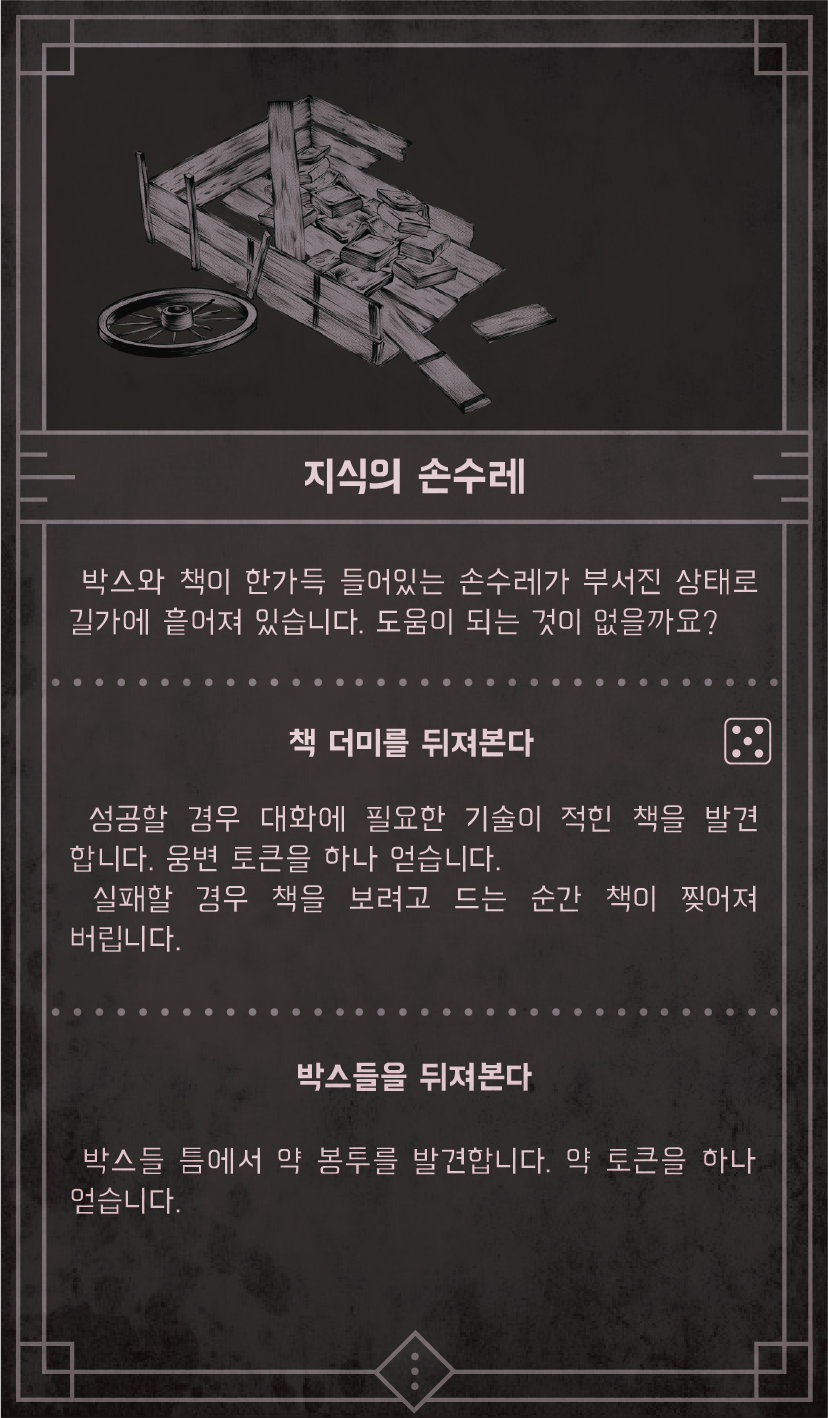 지식의 손수레
박스와 책이 한가득 들어있는 손수레가 부서진 상태로
길가에 흩어져 있습니다. 도움이 되는 것이 없을까요?
책 더미를 뒤져본다
성공할 경우 대화에 필요한 기술이 적힌 책을 발견
합니다. 웅변 토큰을 하나 얻습니다.
실패할 경우 책을 보려고 드는 순간 책이 찢어져
버립니다.
박스들을 뒤져본다
박스들 틈에서 약 봉투를 발견합니다. 약 토큰을 하나
얻습니다.